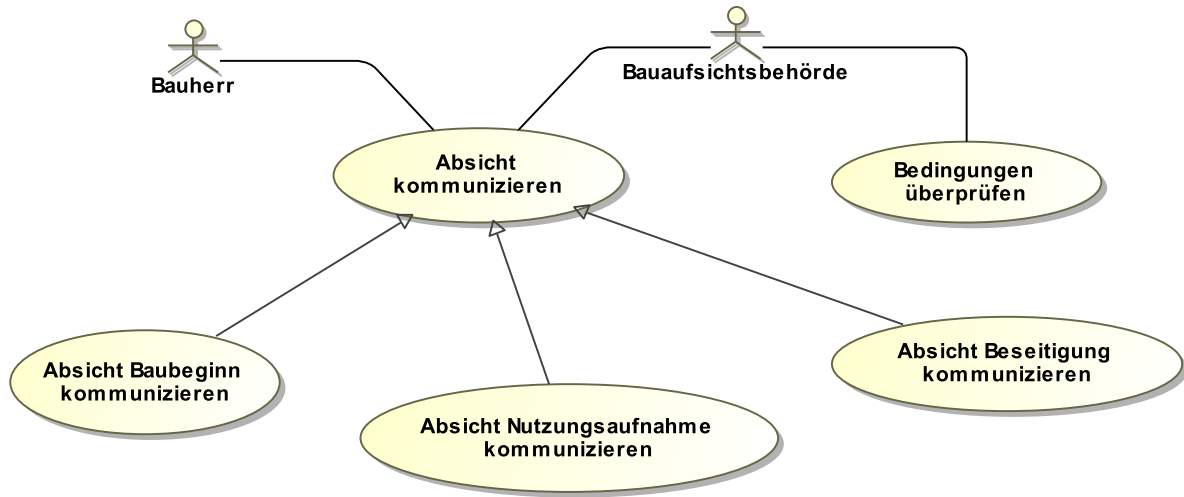 Bauherr
Bauaufsichtsbehörde
Absicht
kommunizieren
Bedingungen
überprüfen
Absicht Baubeginn
kommunizieren
Absicht Nutzungsaufnahme
kommunizieren
Absicht Beseitigung
kommunizieren